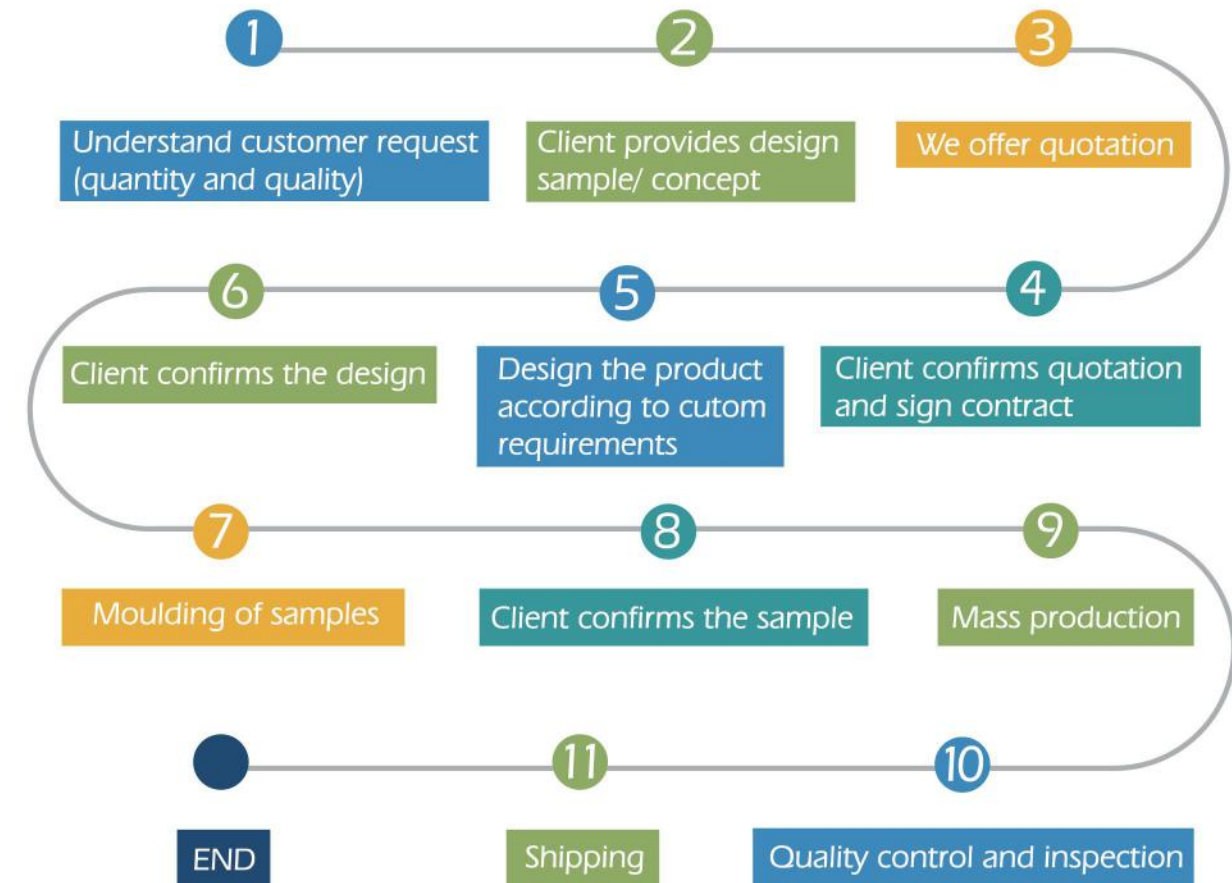 1
2
3
Understand customer request
(quantity and quality)
Client provides design
sample/ concept
We offer quotation
4
5
6
Client confirms quotation
and sign contract
Design the product
according to cutom
requirements
Client confirms the design
7
8
9
Moulding of samples
Client confirms the sample
Mass production
10
11
Quality control and inspection
Shipping
END